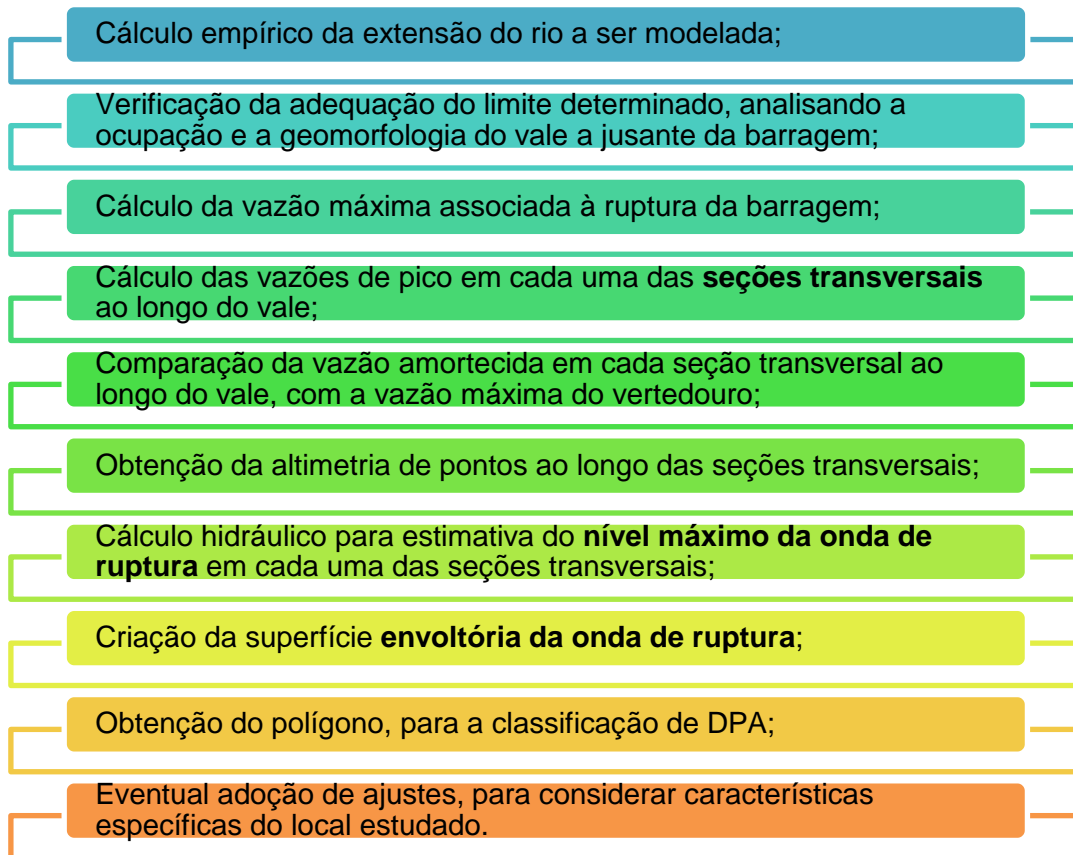 Cálculo empírico da extensão do rio a ser modelada;
Verificação da adequação do limite determinado, analisando a
ocupação e a geomorfologia do vale a jusante da barragem;
Cálculo da vazão máxima associada à ruptura da barragem;
Cálculo das vazões de pico em cada uma das seções transversais
ao longo do vale;
Comparação da vazão amortecida em cada seção transversal ao
longo do vale, com a vazão máxima do vertedouro;
Obtenção da altimetria de pontos ao longo das seções transversais;
Cálculo hidráulico para estimativa do nível máximo da onda de
ruptura em cada uma das seções transversais;
Criação da superfície envoltória da onda de ruptura;
Obtenção do polígono, para a classificação de DPA;
Eventual adoção de ajustes, para considerar características
específicas do local estudado.